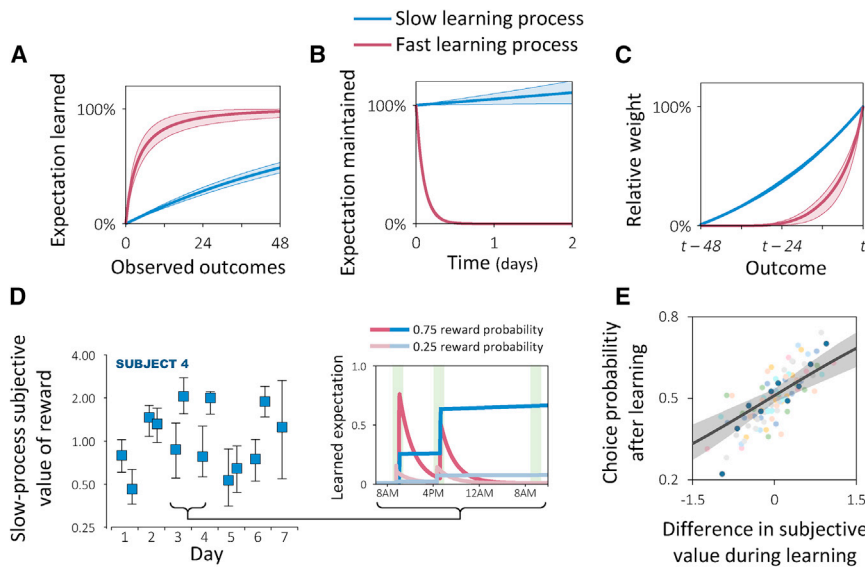 Slow learning process
Fast learning process
A
Expectation learned
100%
0%
0
24
48
Observed outcomes
B
Expectation maintained
100%
0%
0
1
2
Time (days)
C
Relative weight
100%
0%
t – 48
t – 24
t
Outcome
D
Slow-process subjective
value of reward
4.00
2.00
1.00
0.50
0.25
SUBJECT 4
1 2 3 4 5 6 7
Day
0.75 reward probability
0.25 reward probability
Learned expectation
1.0
0.5
0
8AM 4PM 12AM 8AM
E
Choice probabilitiy
after learning
0.8
0.5
0.2
-1.5
0
1.5
Difference in subjective
value during learning